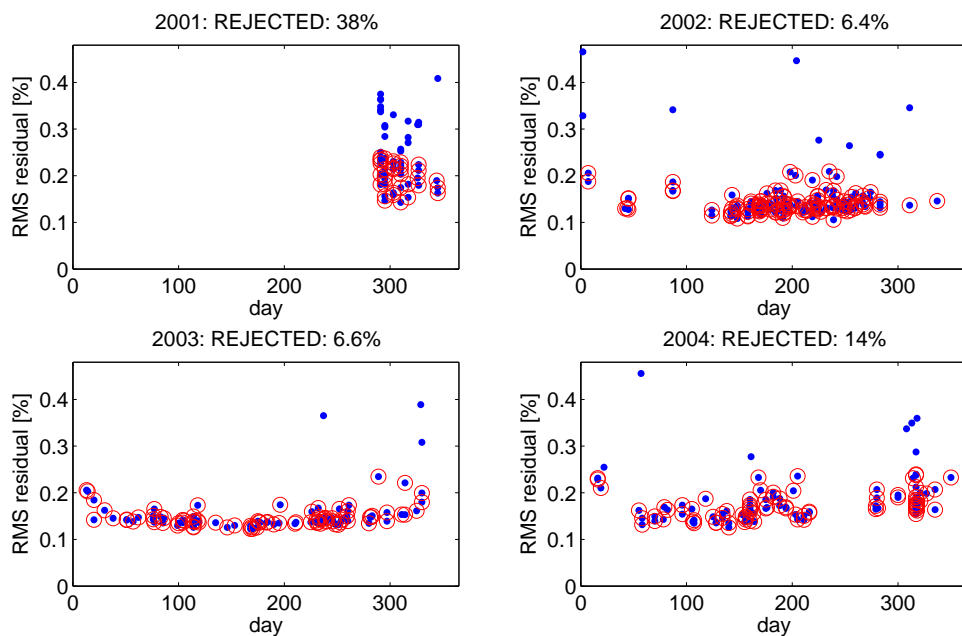 2001: REJECTED: 38%
RMS residual [%]
0.4
0.3
0.2
0.1
0
0 100 200 300
day
2002: REJECTED: 6.4%
RMS residual [%]
0.4
0.3
0.2
0.1
0
0 100 200 300
day
2003: REJECTED: 6.6%
RMS residual [%]
0.4
0.3
0.2
0.1
0
0 100 200 300
day
2004: REJECTED: 14%
RMS residual [%]
0.4
0.3
0.2
0.1
0
0 100 200 300
day